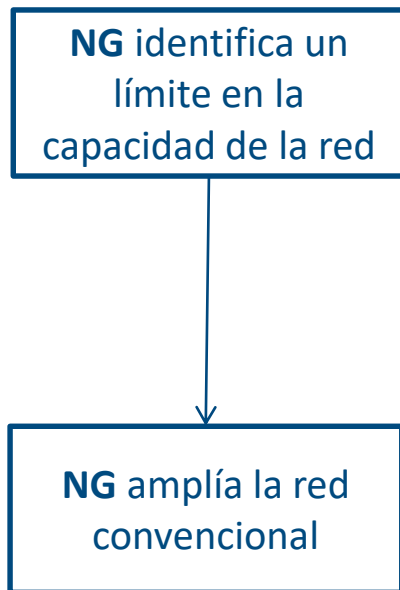 NG identifica un
límite en la
capacidad de la red
NG amplía la red
convencional